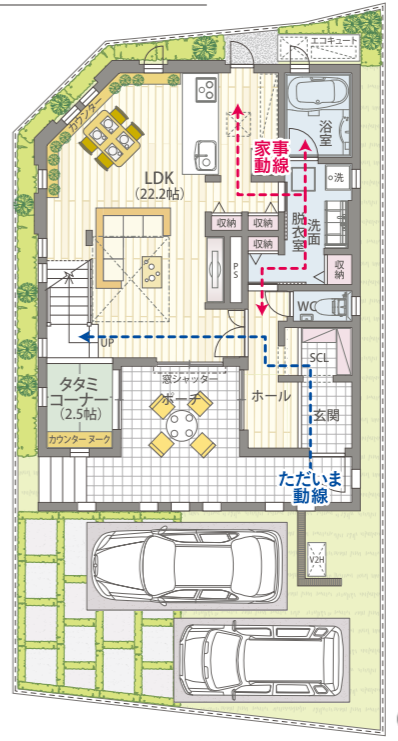 エコキュート
浴室
カウンター
家事
動線
LDK
（22.2帖）
洗
脱衣室
洗面
収納
収納
収納
収納
PS
WC
UP
SCL
タタミ
コーナー
（2.5帖）
窓シャッター
ポーチ
ホール
玄関
カウンター ヌーク
ただいま
動線
V2H